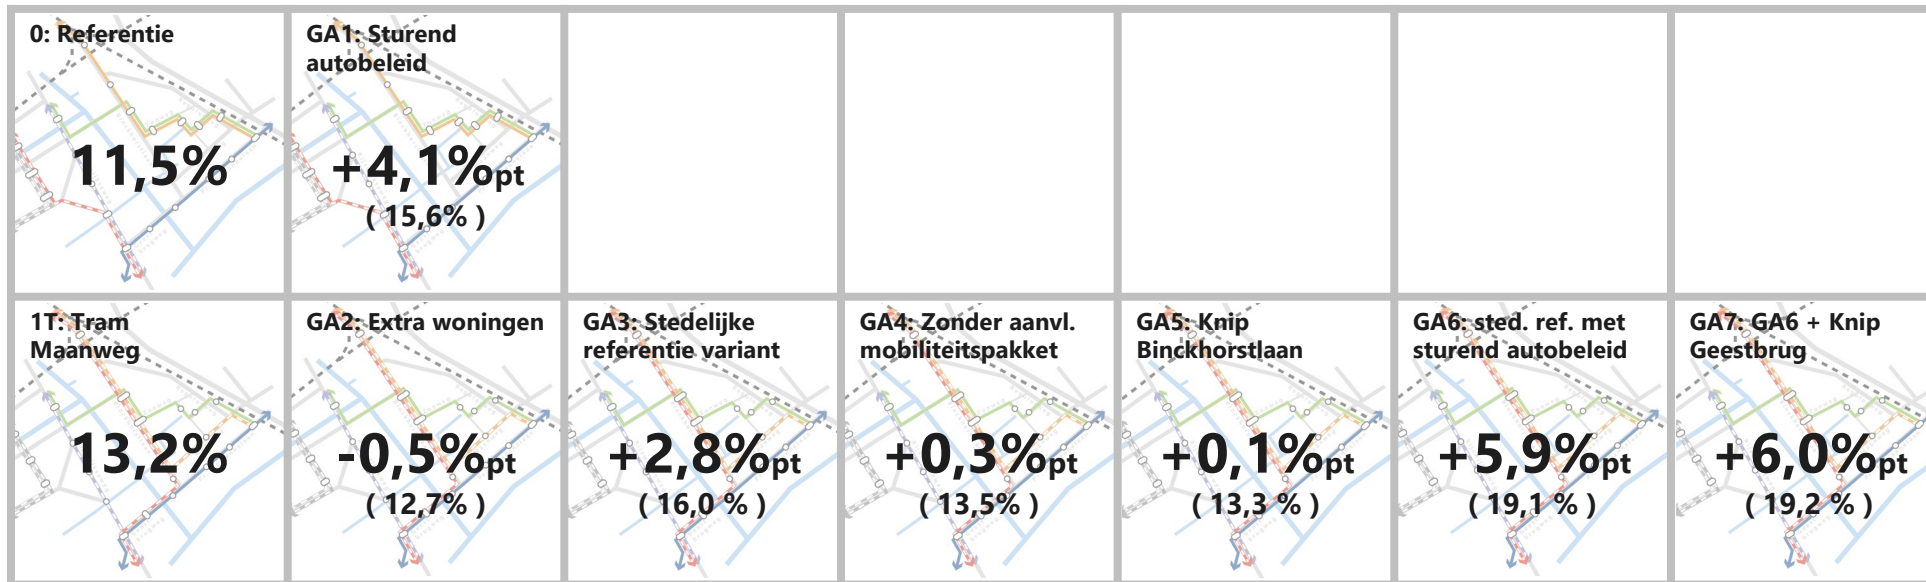 0: Referentie
11,5%
GA1: Sturend
autobeleid
+4,1%pt
( 15,6% )
1T: Tram
Maanweg
13,2%
GA2: Extra woningen
-0,5%pt
( 12,7% )
GA3: Stedelijke
referentie variant
+2,8%pt
( 16,0 % )
GA4: Zonder aanvl.
mobiliteitspakket
+0,3%pt
( 13,5% )
GA5: Knip
Binckhorstlaan
+0,1%pt
( 13,3 % )
GA6: sted. ref. met
sturend autobeleid
+5,9%pt
( 19,1 % )
GA7: GA6 + Knip
Geestbrug
+6,0%pt
( 19,2 % )